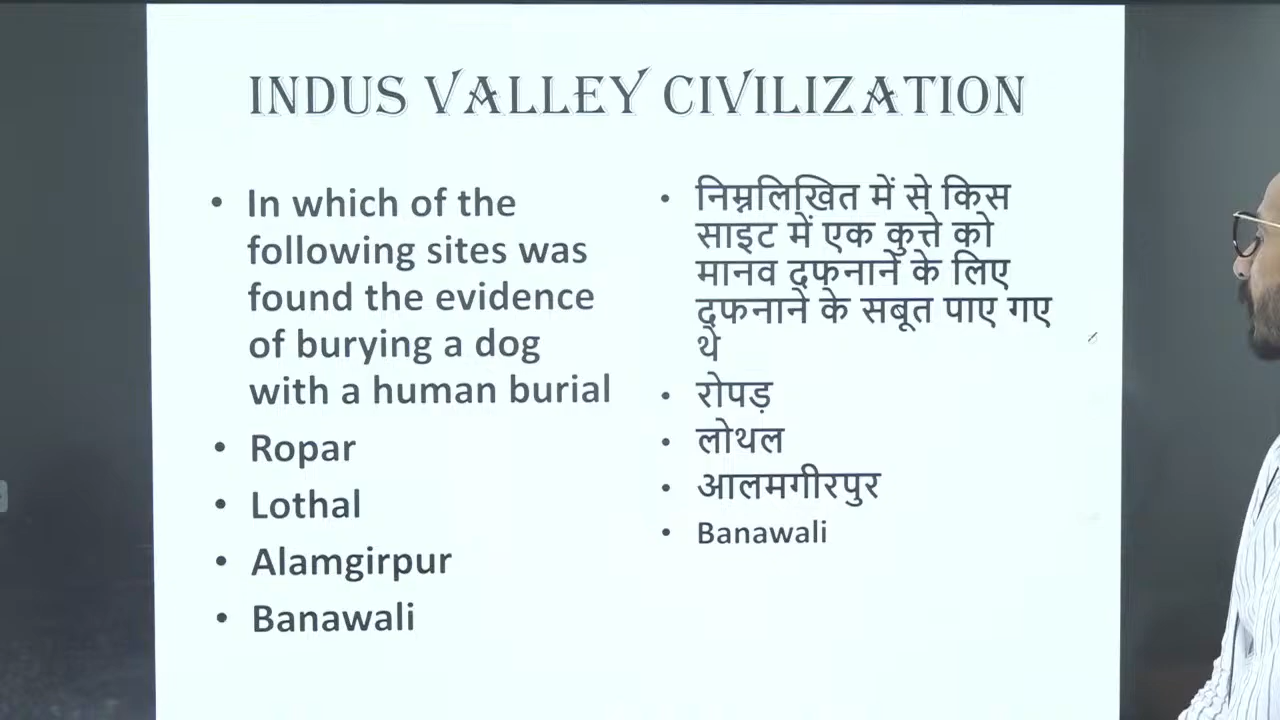 INDUS VALLEY CIVILIZATION
• In which of the
following sites was
found the evidence
of burying a dog
with a human burial
• Ropar
• Lothal
• Alamgirpur
• Banawali
• निम्नलिखित में से किस
साइट में एक कुत्ते को
मानव दफनाने के लिए
दफनाने के सबूत पाए गए
थे
• रोपड़
• लोथल
• आलमगीरपुर
• Banawali